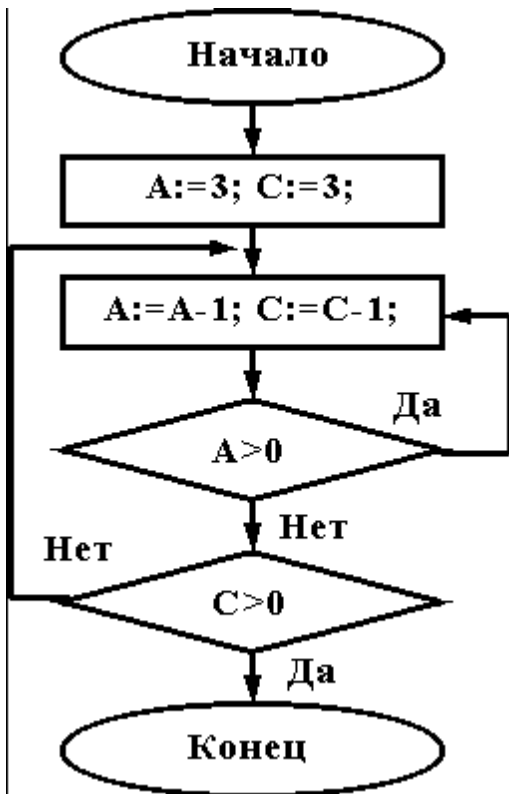 Начало
A:=3; C:=3;
A:=A-1; C:=C-1;
Да
A>0
Нет
Нет
C>0
Да
Конец